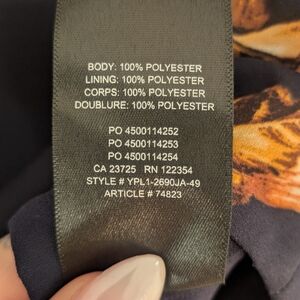 BODY: 100% POLYESTER
LINING: 100% POLYESTER
CORPS: 100% POLYESTER
DOUBLURE: 100% POLYESTER
PO 4500114252
PO 4500114253
PO 4500114254
CA 23725 RN 122354
STYLE # YPL1-2690JA-49
ARTICLE # 74823